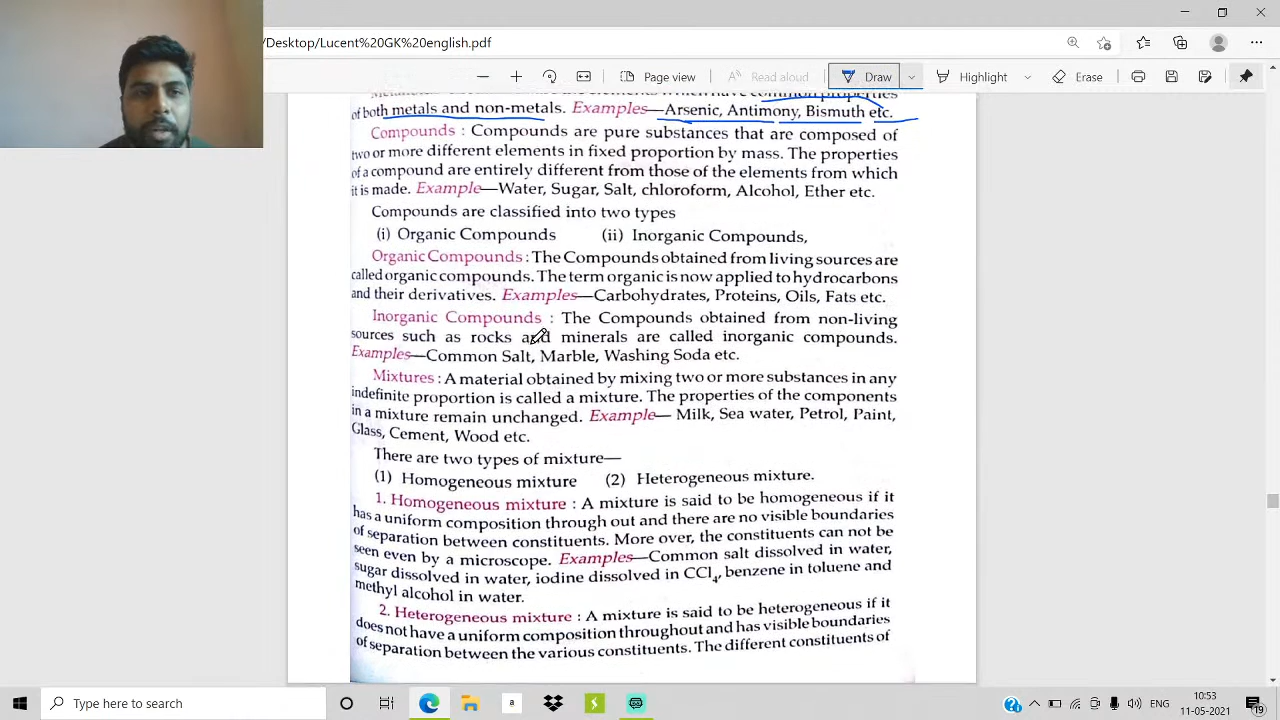 /Desktop/Lucent%20GK%20english.pdf
Page view
Read aloud
Draw
Highlight
Erase
which have common properties
of both metals and non-metals. Examples—Arsenic, Antimony, Bismuth etc.
Compounds : Compounds are pure substances that are composed of
two or more different elements in fixed proportion by mass. The properties
of a compound are entirely different from those of the elements from which
it is made. Example—Water, Sugar, Salt, chloroform, Alcohol, Ether etc.
Compounds are classified into two types
(i) Organic Compounds (ii) Inorganic Compounds,
Organic Compounds : The Compounds obtained from living sources are
called organic compounds. The term organic is now applied to hydrocarbons
and their derivatives. Examples—Carbohydrates, Proteins, Oils, Fats etc.
Inorganic Compounds : The Compounds obtained from non-living
sources such as rocks and minerals are called inorganic compounds.
Examples—Common Salt, Marble, Washing Soda etc.
Mixtures : A material obtained by mixing two or more substances in any
indefinite proportion is called a mixture. The properties of the components
in a mixture remain unchanged. Example— Milk, Sea water, Petrol, Paint,
Glass, Cement, Wood etc.
There are two types of mixture—
(1) Homogeneous mixture (2) Heterogeneous mixture.
1. Homogeneous mixture : A mixture is said to be homogeneous if it
has a uniform composition through out and there are no visible boundaries
of separation between constituents. More over, the constituents can not be
seen even by a microscope. Examples—Common salt dissolved in water,
sugar dissolved in water, iodine dissolved in CCl₄, benzene in toluene and
methyl alcohol in water.
2. Heterogeneous mixture : A mixture is said to be heterogeneous if it
does not have a uniform composition throughout and has visible boundaries
of separation between the various constituents. The different constituents of
Type here to search
ENG
10:53
11-05-2021
19